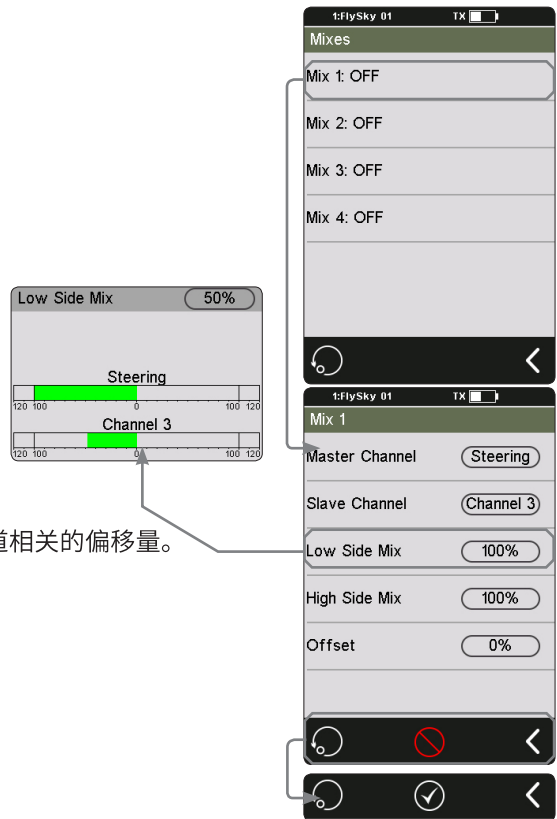 1:FlySky 01 TX
Mixes
Mix 1: OFF
Mix 2: OFF
Mix 3: OFF
Mix 4: OFF
Low Side Mix 50%
Steering
120 100 0 100 120
Channel 3
120 100 0 100 120
1:FlySky 01 TX
Mix 1
Master Channel Steering
Slave Channel Channel 3
道相关的偏移量。
Low Side Mix 100%
High Side Mix 100%
Offset 0%